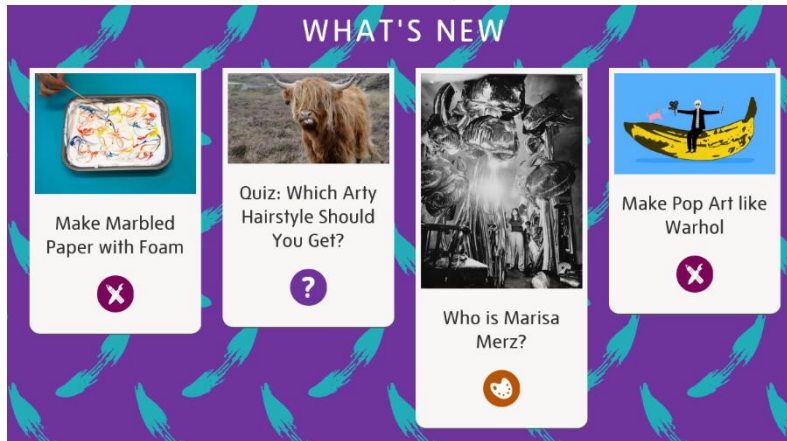 WHAT'S NEW
Make Marbled
Paper with Foam
Quiz: Which Arty
Hairstyle Should
You Get?
?
Who is Marisa
Merz?
Make Pop Art like
Warhol